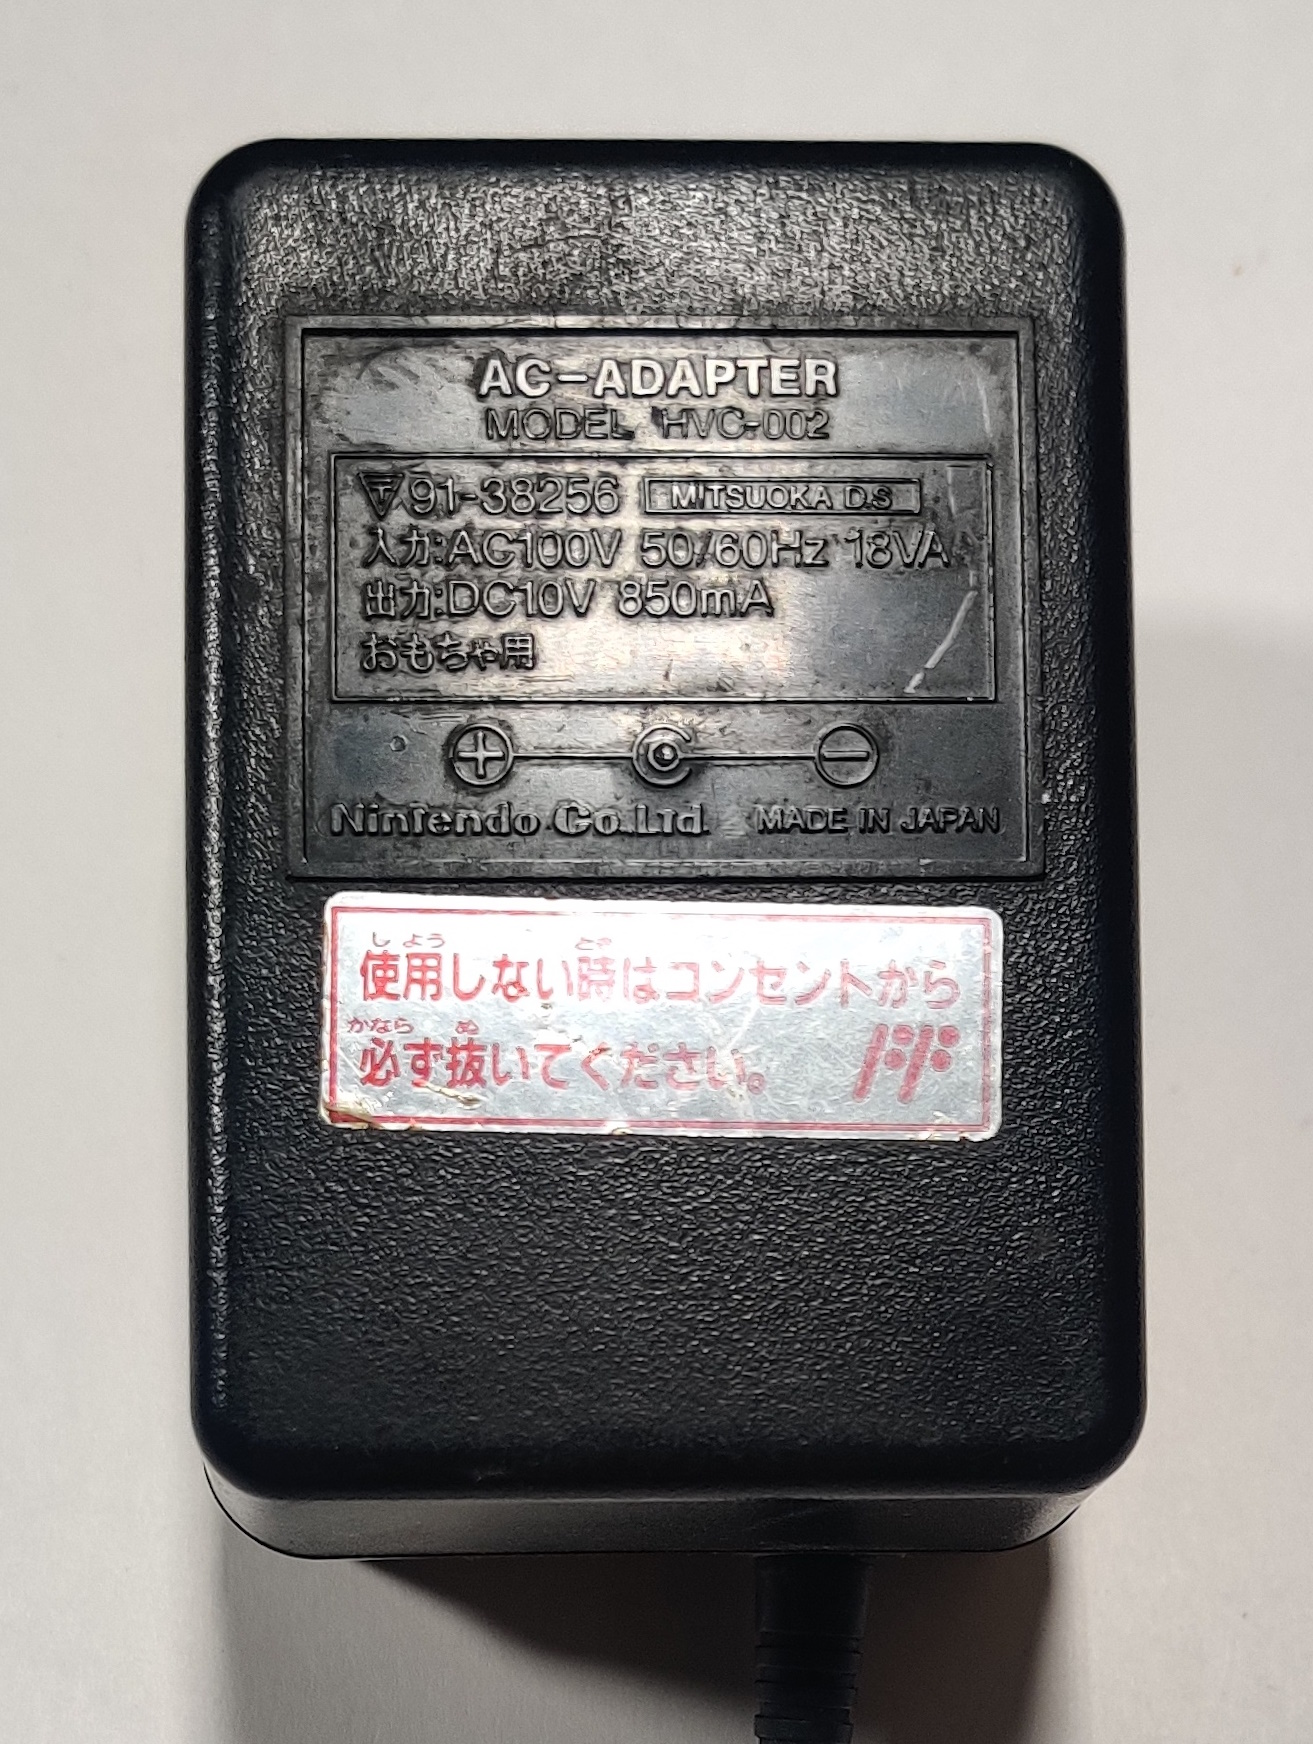 AC-ADAPTER
MODEL HVC-002
T 91-38256 MITSUOKA D.S
入力:AC100V 50/60Hz 18VA
出力:DC10V 850mA
おもちゃ用
Nintendo Co.Ltd. MADE IN JAPAN
しよう とき
使用しない時はコンセントから
かなら ぬ
必ず抜いてください。